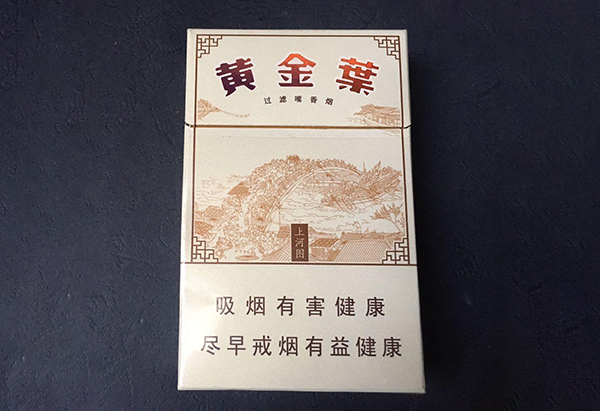 黄金葉
过滤嘴香烟
上河图
吸烟有害健康
尽早戒烟有益健康